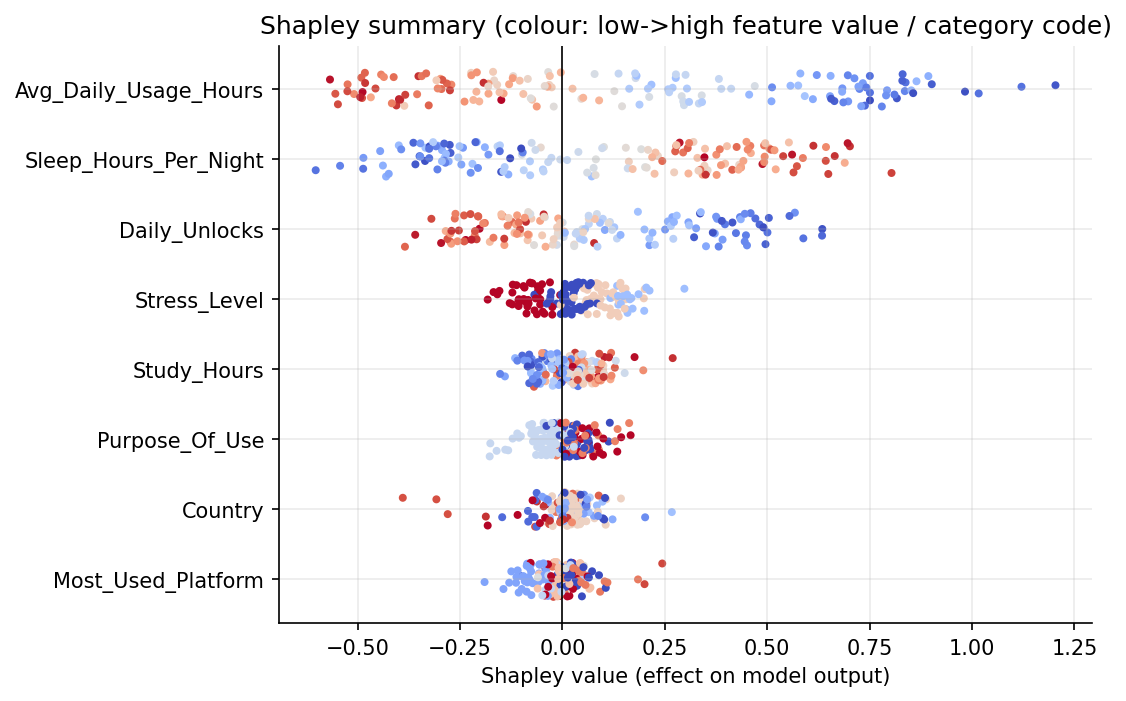 Shapley summary (colour: low->high feature value / category code)
Avg_Daily_Usage_Hours
Sleep_Hours_Per_Night
Daily_Unlocks
Stress_Level
Study_Hours
Purpose_Of_Use
Country
Most_Used_Platform
−0.50 −0.25 0.00 0.25 0.50 0.75 1.00 1.25
Shapley value (effect on model output)